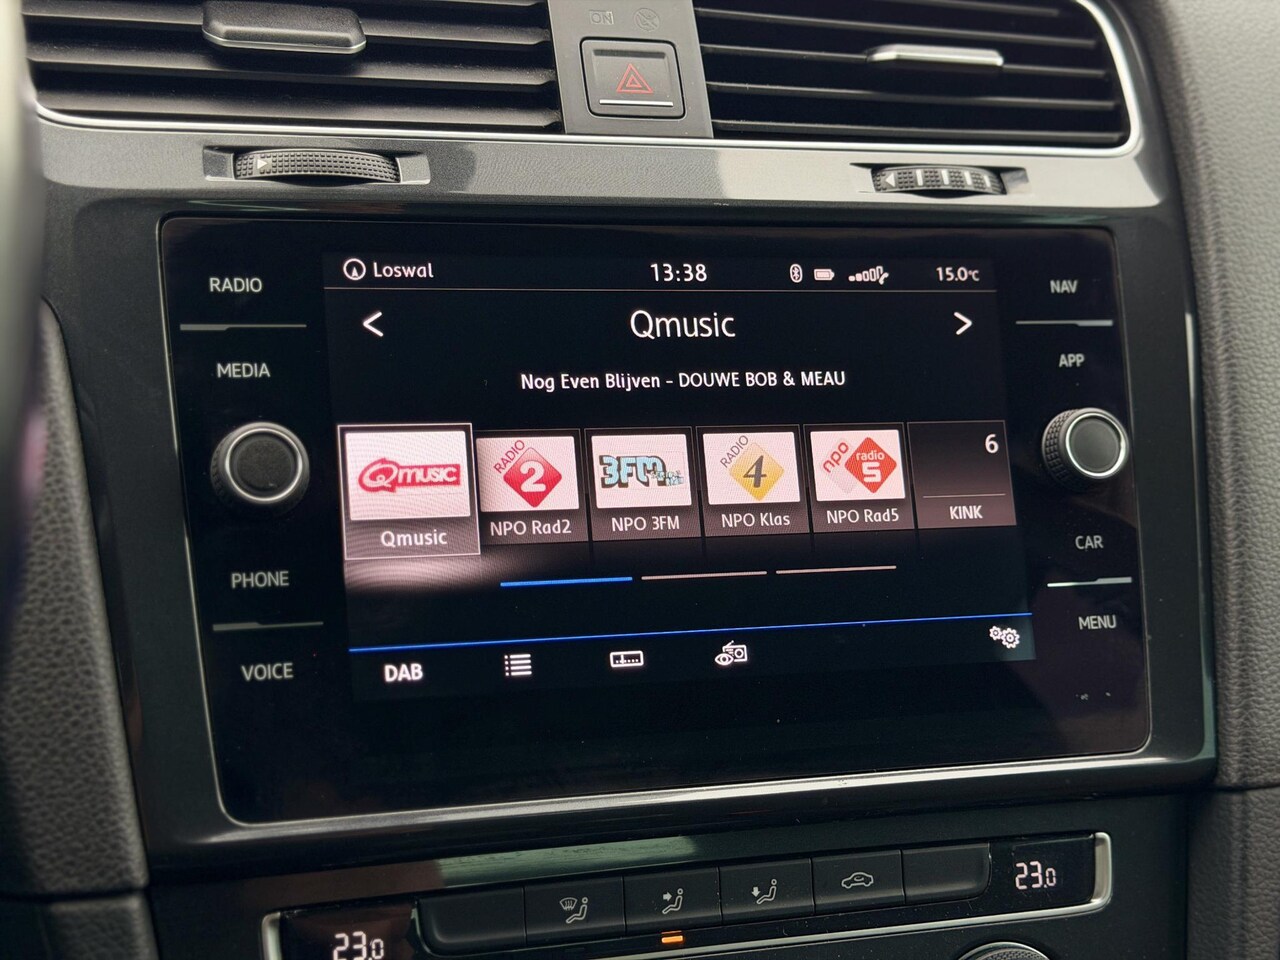 ON
RADIO
MEDIA
PHONE
VOICE
Loswal
13:38
15.0°C
NAV
APP
CAR
MENU
< Qmusic >
Nog Even Blijven - DOUWE BOB & MEAU
Qmusic
RADIO 2
3FM
RADIO 4
npo radio 5
6
Qmusic
NPO Rad2
NPO 3FM
NPO Klas
NPO Rad5
KINK
DAB
23.0
23.0